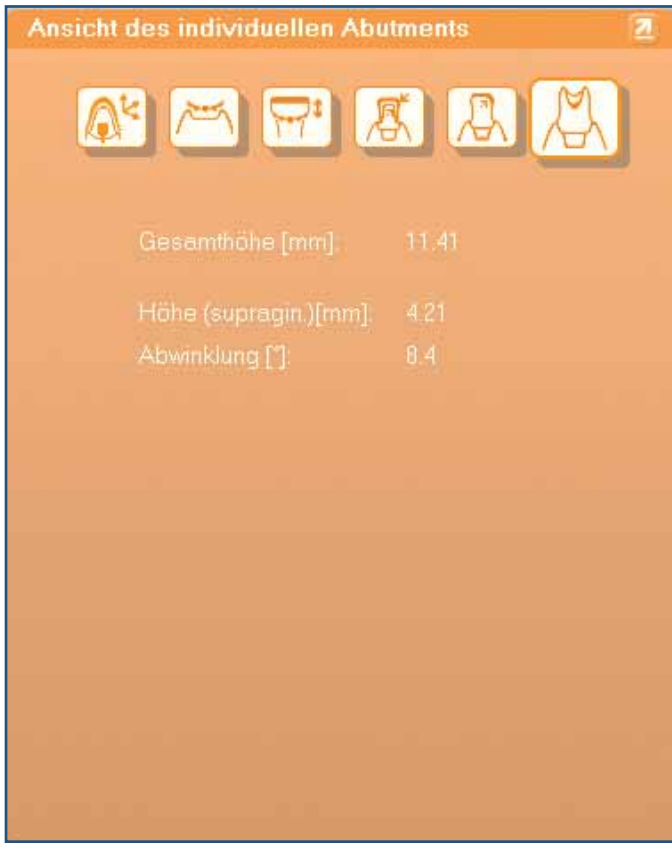 Ansicht des individuellen Abutments
Gesamthöhe [mm]: 11.41
Höhe (supragin.)[mm]: 4.21
Abwinklung [°]: 8.4